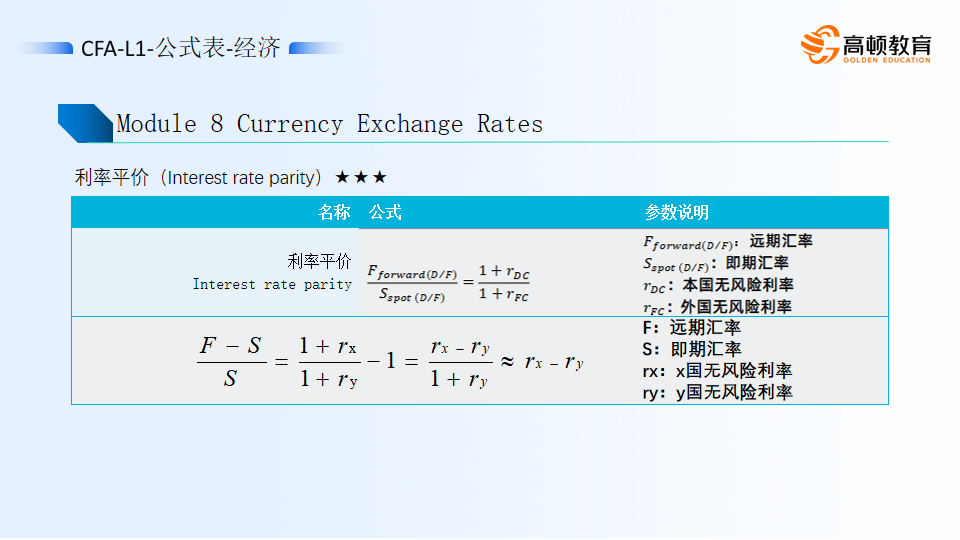 CFA-L1-公式表-经济
高顿教育
GOLDEN EDUCATION
Module 8 Currency Exchange Rates
利率平价（Interest rate parity）★★★
名称 公式 参数说明
利率平价
Interest rate parity
F_forward(D/F) / S_spot (D/F) = (1 + r_DC) / (1 + r_FC)
F_forward(D/F)：远期汇率
S_spot (D/F)：即期汇率
r_DC：本国无风险利率
r_FC：外国无风险利率
(F − S) / S = (1 + r_x) / (1 + r_y) − 1 = (r_x − r_y) / (1 + r_y) ≈ r_x − r_y
F：远期汇率
S：即期汇率
rx：x国无风险利率
ry：y国无风险利率